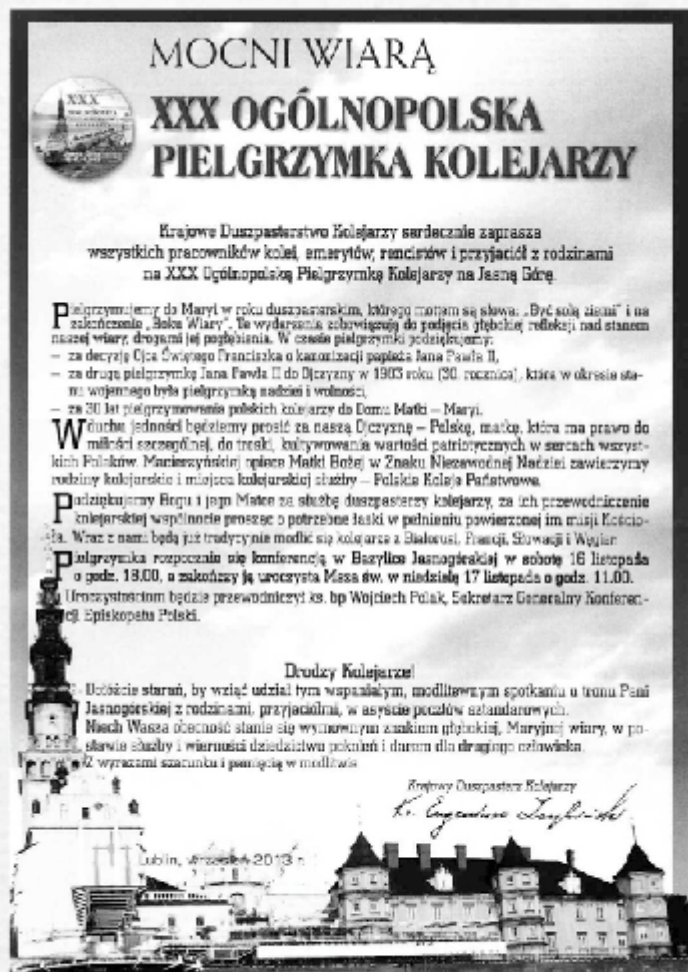 MOCNI WIARĄ
XXX
XXX OGÓLNOPOLSKA
PIELGRZYMKA KOLEJARZY
Krajowe Duszpasterstwo Kolejarzy serdecznie zaprasza
wszystkich pracowników kolei, emerytów, rencistów i przyjaciół z rodzinami
na XXX Ogólnopolską Pielgrzymkę Kolejarzy na Jasną Górę.
Pielgrzymujemy do Maryi w roku duszpasterskim, którego mottem są słowa: „Być solą ziemi" i na
zakończenie „Roku Wiary". Te wydarzenia zobowiązują do podjęcia głębokiej refleksji nad stanem
naszej wiary, drogami jej pogłębienia. W czasie pielgrzymki podziękujemy:
– za decyzję Ojca Świętego Franciszka o kanonizacji papieża Jana Pawła II,
– za drugą pielgrzymkę Jana Pawła II do Ojczyzny w 1983 roku (30. rocznica), która w okresie sta-
nu wojennego była pielgrzymką nadziei i wolności,
– za 30 lat pielgrzymowania polskich kolejarzy do Domu Matki – Maryi.
W duchu jedności będziemy prosić za naszą Ojczyznę – Polskę, matkę, która ma prawo do
miłości szczególnej, do troski, kultywowania wartości patriotycznych w sercach wszyst-
kich Polaków. Macierzyńskiej opiece Matki Bożej w Znaku Niezawodnej Nadziei zawierzymy
rodziny kolejarskie i miejsca kolejarskiej służby – Polskie Koleje Państwowe.
Podziękujemy Bogu i jego Matce za służbę duszpasterzy kolejarzy, za ich przewodniczenie
kolejarskiej wspólnocie prosząc o potrzebne łaski w pełnieniu powierzonej im misji Kościo-
ła. Wraz z nami będą już tradycyjnie modlić się kolejarze z Białorusi, Francji, Słowacji i Węgier.
Pielgrzymka rozpocznie się konferencją w Bazylice Jasnogórskiej w sobotę 16 listopada
o godz. 18.00, a zakończy ją uroczysta Msza św. w niedzielę 17 listopada o godz. 11.00.
Uroczystościom będzie przewodniczył ks. bp Wojciech Polak, Sekretarz Generalny Konferen-
cji Episkopatu Polski.
Drodzy Kolejarze!
Dołóżcie starań, by wziąć udział tym wspaniałym, modlitewnym spotkaniu u tronu Pani
Jasnogórskiej z rodzinami, przyjaciółmi, w asyście pocztów sztandarowych.
Niech Wasza obecność stanie się wymownym znakiem głębokiej, Maryjnej wiary, w po-
stawie służby i wierności dziedzictwu pokoleń i darem dla drugiego człowieka.
Z wyrazami szacunku i pamięcią w modlitwie
Krajowy Duszpasterz Kolejarzy
Ks. Eugeniusz
Lublin, wrzesień 2013 r.